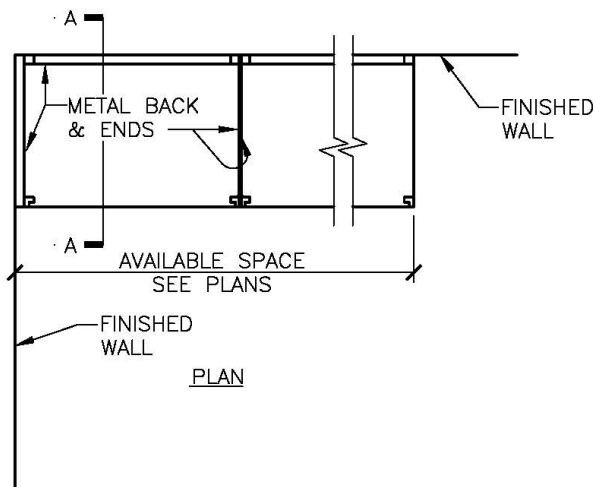 A
METAL BACK
& ENDS
FINISHED
WALL
A
AVAILABLE SPACE
SEE PLANS
FINISHED
WALL
PLAN